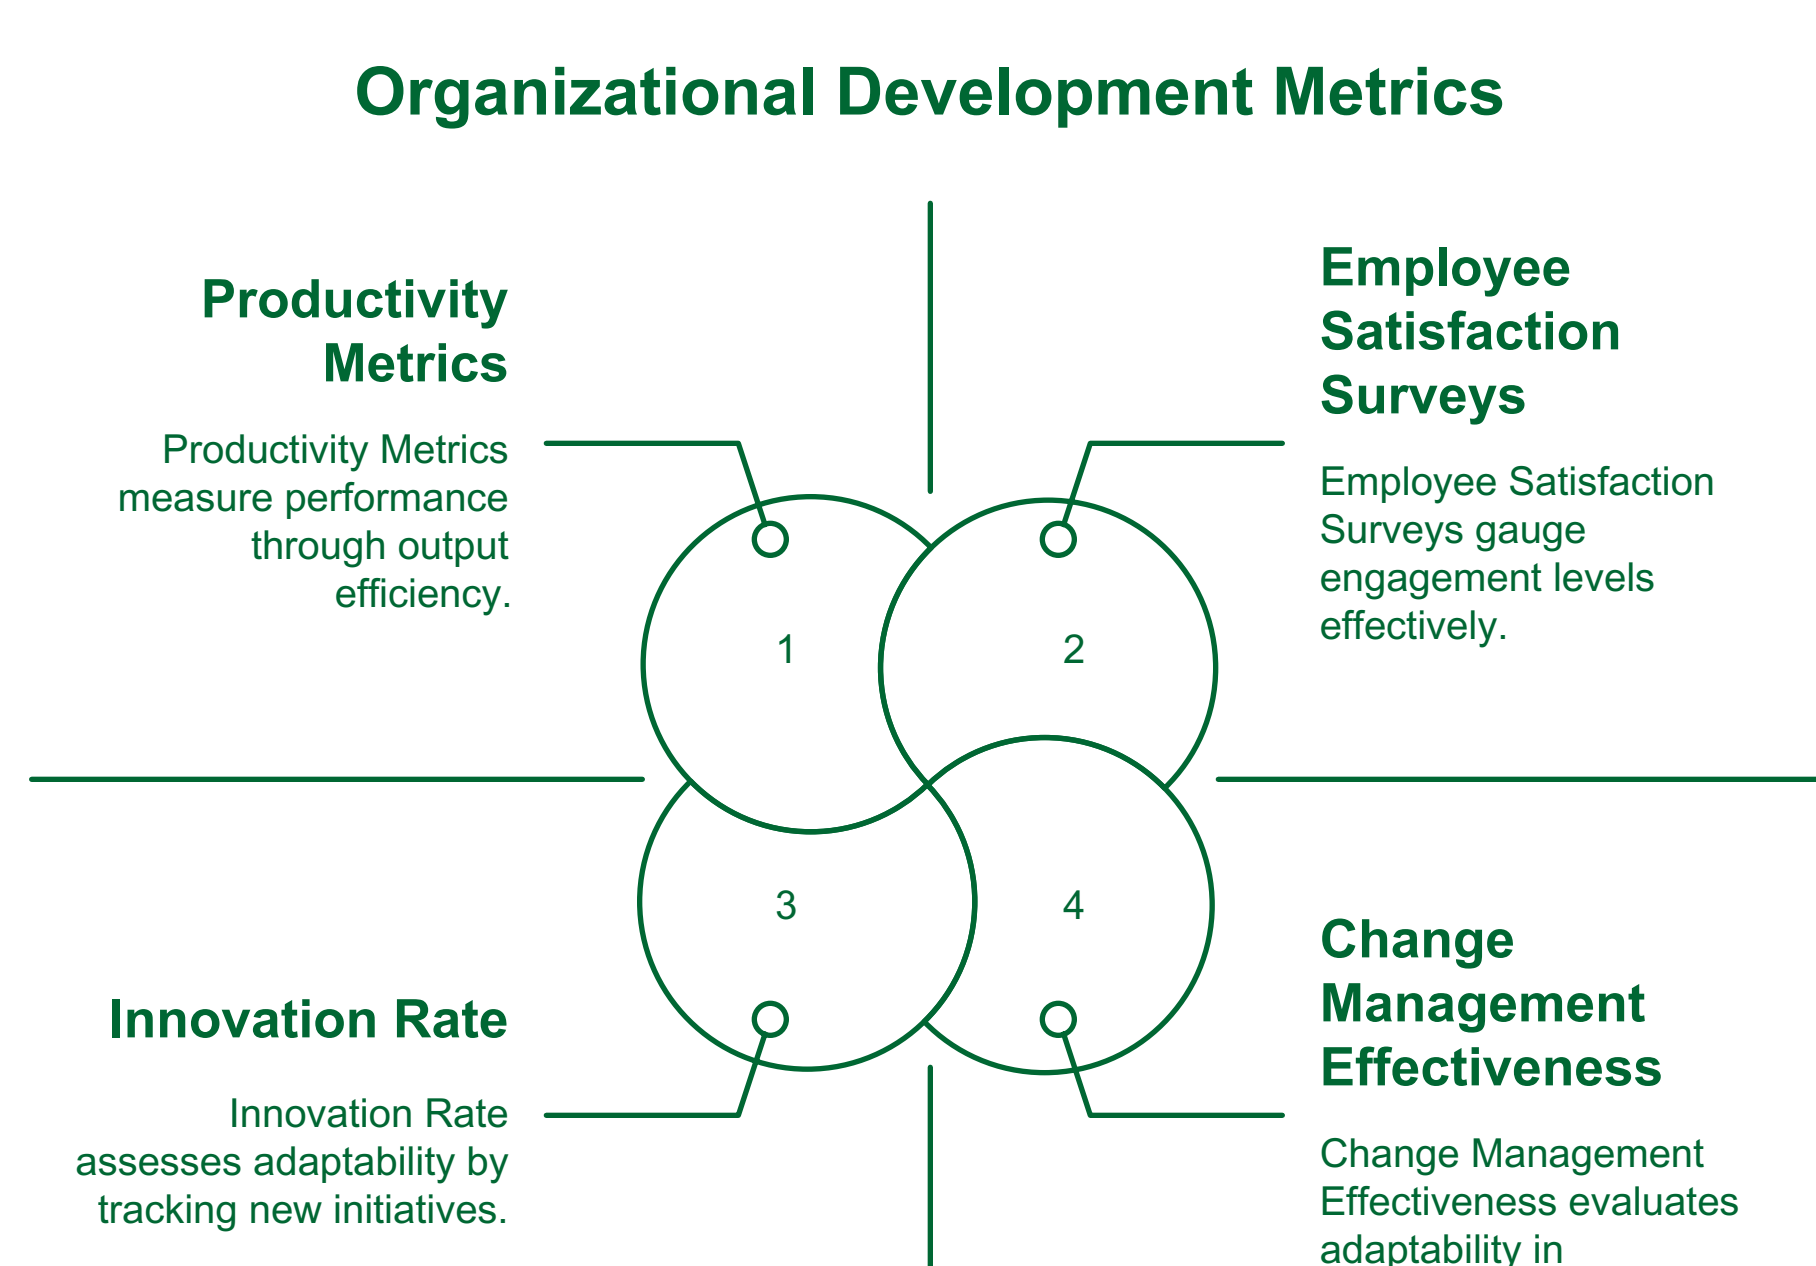 Organizational Development Metrics
Productivity
Metrics
Productivity Metrics
measure performance
through output
efficiency.
Employee
Satisfaction
Surveys
Employee Satisfaction
Surveys gauge
engagement levels
effectively.
1
2
3
4
Innovation Rate
Innovation Rate
assesses adaptability by
tracking new initiatives.
Change
Management
Effectiveness
Change Management
Effectiveness evaluates
adaptability in